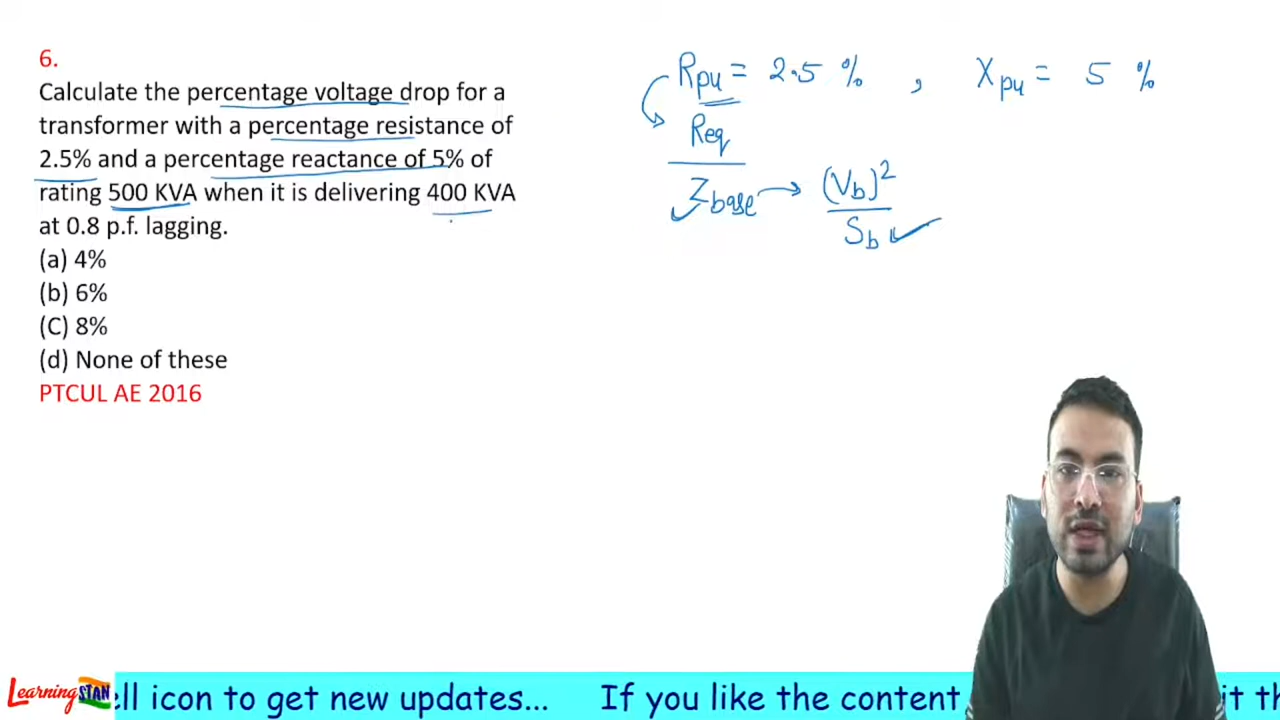 6.
Calculate the percentage voltage drop for a
transformer with a percentage resistance of
2.5% and a percentage reactance of 5% of
rating 500 KVA when it is delivering 400 KVA
at 0.8 p.f. lagging.
(a) 4%
(b) 6%
(C) 8%
(d) None of these
PTCUL AE 2016
Rpu = 2.5 % , Xpu = 5 %
Req
Zbase → (Vb)²
Sb
Learning STAN
ell icon to get new updates... If you like the content
it th